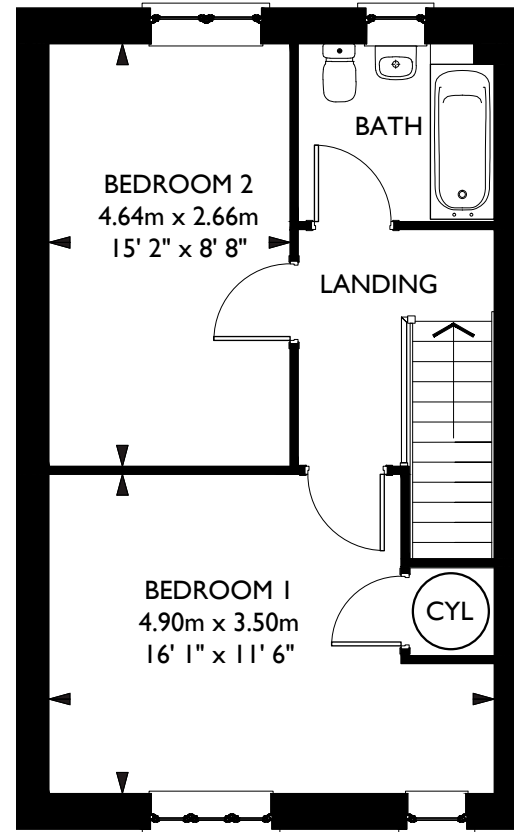 BATH
BEDROOM 2
4.64m x 2.66m
15' 2" x 8' 8"
LANDING
BEDROOM 1
4.90m x 3.50m
16' 1" x 11' 6"
CYL